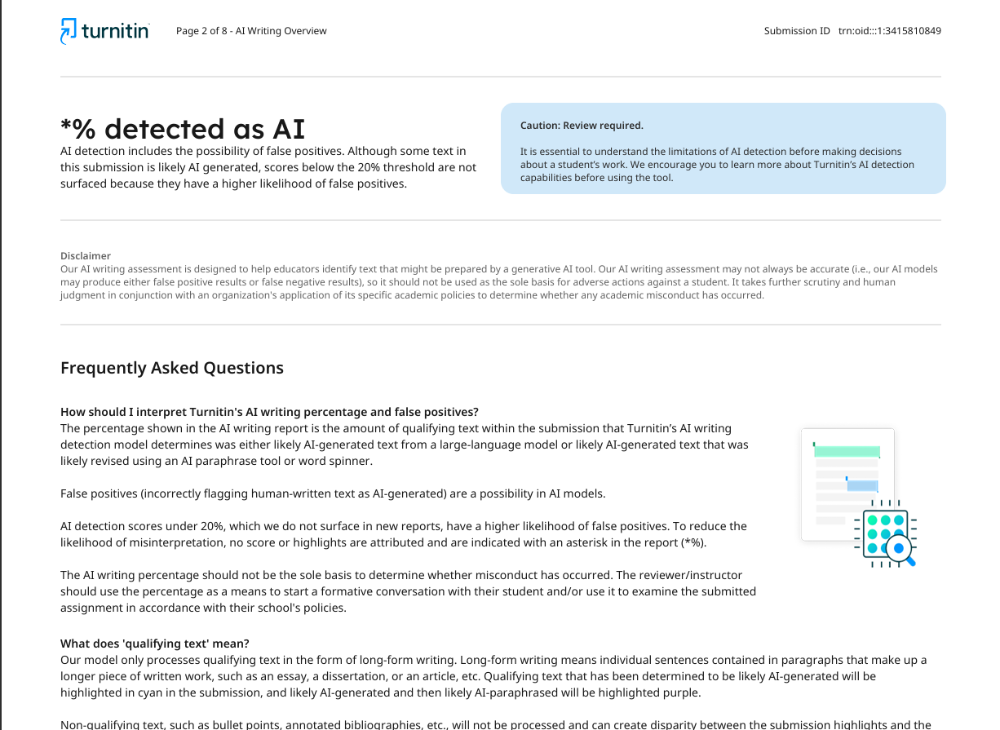 turnitin
Page 2 of 8 - AI Writing Overview
Submission ID trn:oid:::1:3415810849
*% detected as AI
AI detection includes the possibility of false positives. Although some text in
this submission is likely AI generated, scores below the 20% threshold are not
surfaced because they have a higher likelihood of false positives.
Caution: Review required.
It is essential to understand the limitations of AI detection before making decisions
about a student’s work. We encourage you to learn more about Turnitin’s AI detection
capabilities before using the tool.
Disclaimer
Our AI writing assessment is designed to help educators identify text that might be prepared by a generative AI tool. Our AI writing assessment may not always be accurate (i.e., our AI models
may produce either false positive results or false negative results), so it should not be used as the sole basis for adverse actions against a student. It takes further scrutiny and human
judgment in conjunction with an organization's application of its specific academic policies to determine whether any academic misconduct has occurred.
Frequently Asked Questions
How should I interpret Turnitin's AI writing percentage and false positives?
The percentage shown in the AI writing report is the amount of qualifying text within the submission that Turnitin’s AI writing
detection model determines was either likely AI-generated text from a large-language model or likely AI-generated text that was
likely revised using an AI paraphrase tool or word spinner.
False positives (incorrectly flagging human-written text as AI-generated) are a possibility in AI models.
AI detection scores under 20%, which we do not surface in new reports, have a higher likelihood of false positives. To reduce the
likelihood of misinterpretation, no score or highlights are attributed and are indicated with an asterisk in the report (*%).
The AI writing percentage should not be the sole basis to determine whether misconduct has occurred. The reviewer/instructor
should use the percentage as a means to start a formative conversation with their student and/or use it to examine the submitted
assignment in accordance with their school's policies.
What does 'qualifying text' mean?
Our model only processes qualifying text in the form of long-form writing. Long-form writing means individual sentences contained in paragraphs that make up a
longer piece of written work, such as an essay, a dissertation, or an article, etc. Qualifying text that has been determined to be likely AI-generated will be
highlighted in cyan in the submission, and likely AI-generated and then likely AI-paraphrased will be highlighted purple.
Non-qualifying text, such as bullet points, annotated bibliographies, etc., will not be processed and can create disparity between the submission highlights and the